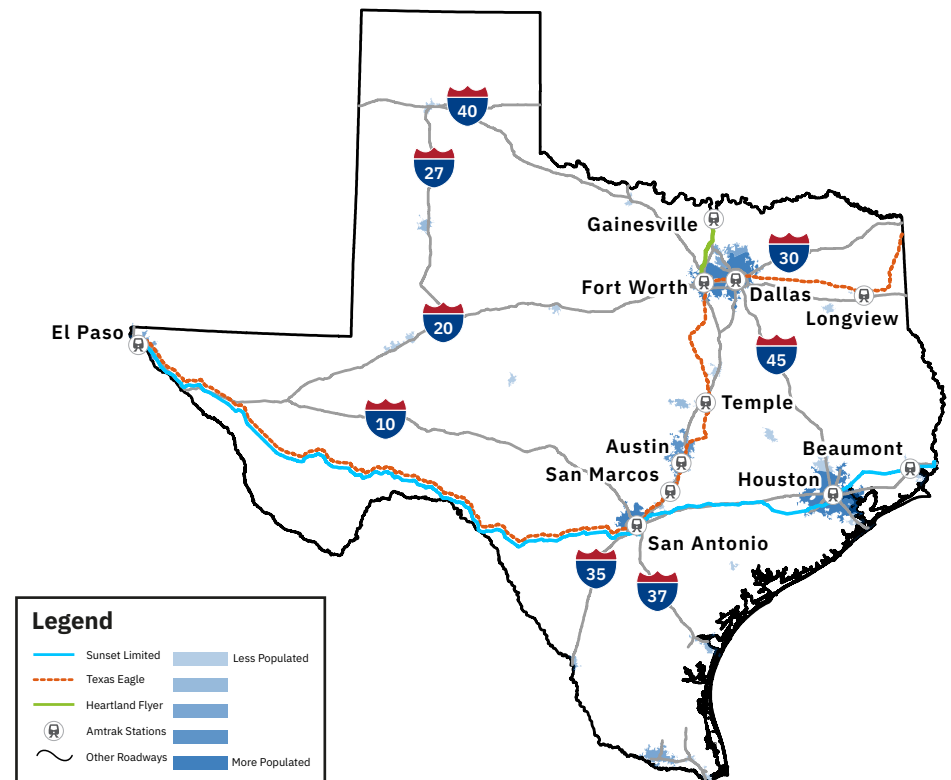 40
27
Gainesville
30
Fort Worth
Dallas
Longview
El Paso
20
45
Temple
10
Austin
Beaumont
San Marcos
Houston
San Antonio
35
37
Legend
Sunset Limited
Less Populated
Texas Eagle
Heartland Flyer
Amtrak Stations
Other Roadways
More Populated